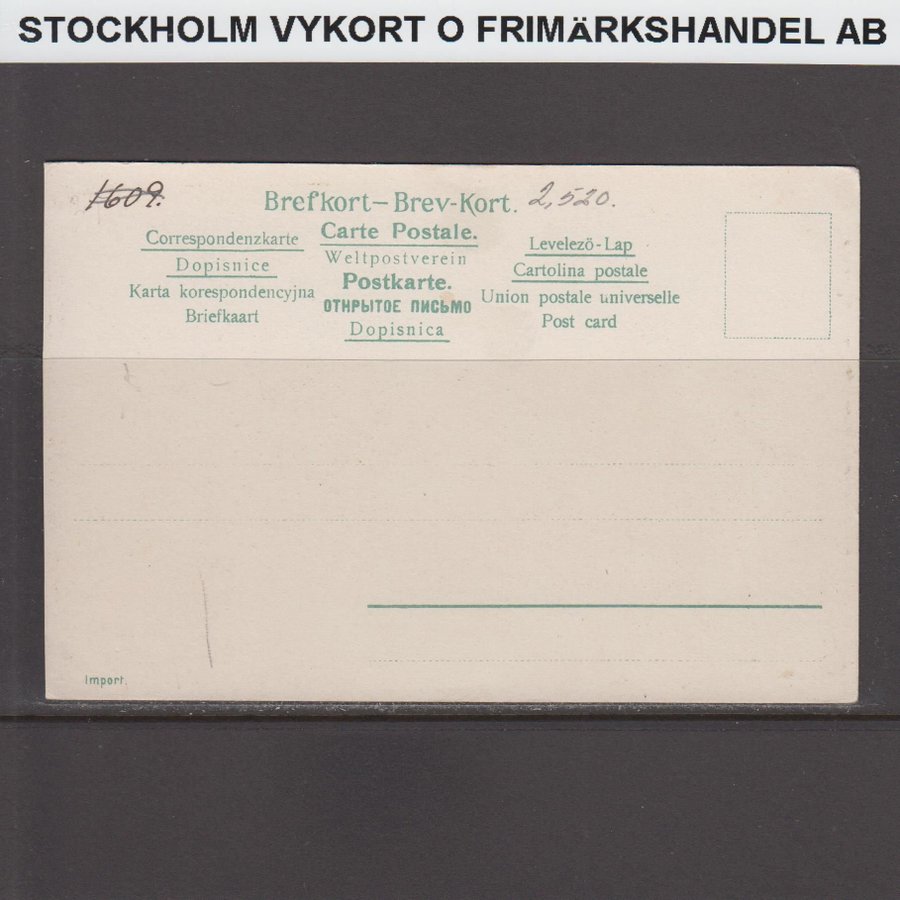 STOCKHOLM VYKORT O FRIMäRKSHANDEL AB
1609.
Brefkort–Brev-Kort. 2,520.
Correspondenzkarte
Dopisnice
Karta korespondencyjna
Briefkaart
Carte Postale.
Weltpostverein
Postkarte.
ОТКРЫТОЕ ПИСЬМО
Dopisnica
Levelezö-Lap
Cartolina postale
Union postale universelle
Post card
Import.